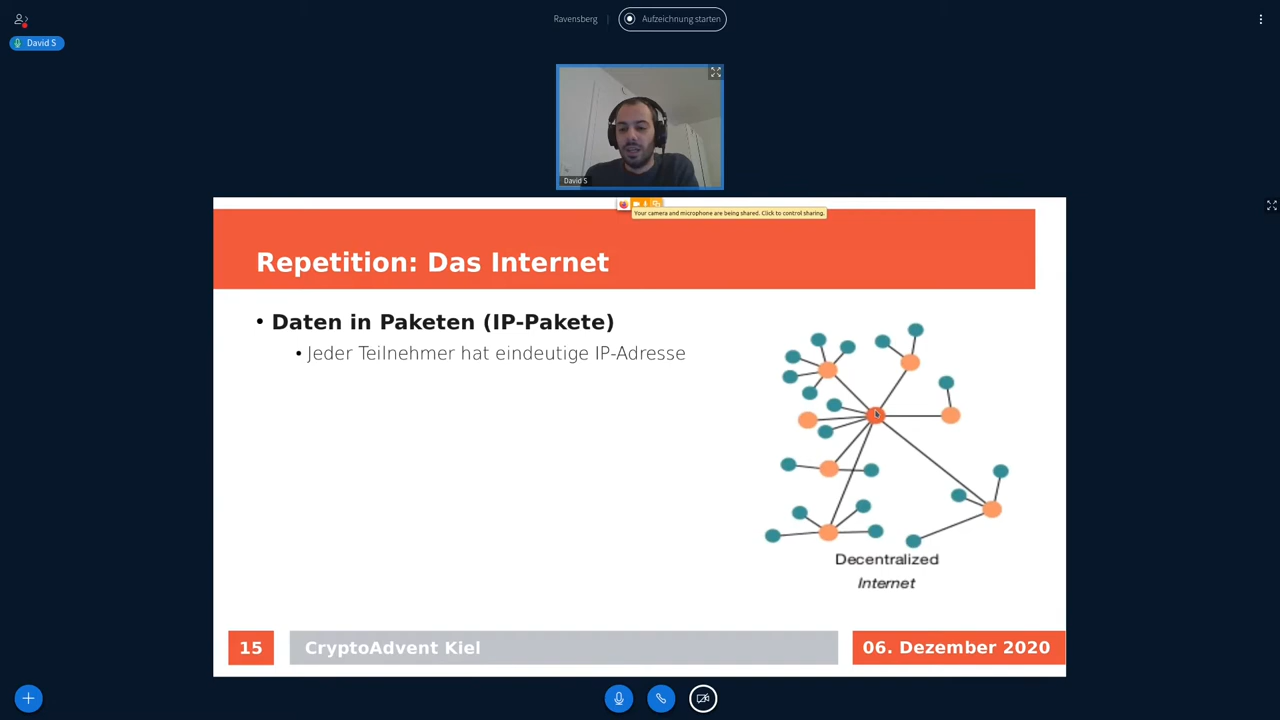 Ravensberg
Aufzeichnung starten
David S
David S
Your camera and microphone are being shared. Click to control sharing.
Repetition: Das Internet
• Daten in Paketen (IP-Pakete)
• Jeder Teilnehmer hat eindeutige IP-Adresse
Decentralized
Internet
15
CryptoAdvent Kiel
06. Dezember 2020